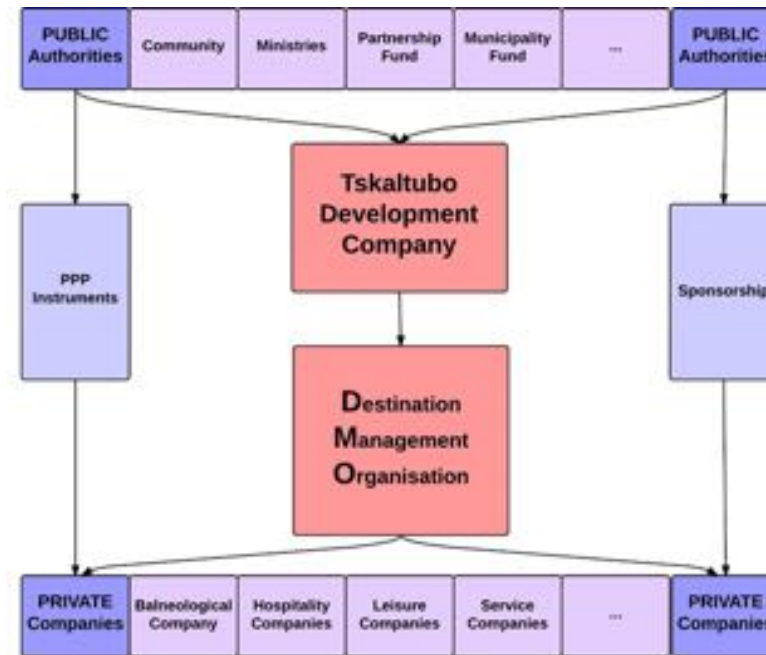 PUBLIC
Authorities
Community
Ministries
Partnership
Fund
Municipality
Fund
...
PUBLIC
Authorities
Tskaltubo
Development
Company
PPP
Instruments
Sponsorship
Destination
Management
Organisation
PRIVATE
Companies
Balneological
Company
Hospitality
Companies
Leisure
Companies
Service
Companies
...
PRIVATE
Companies